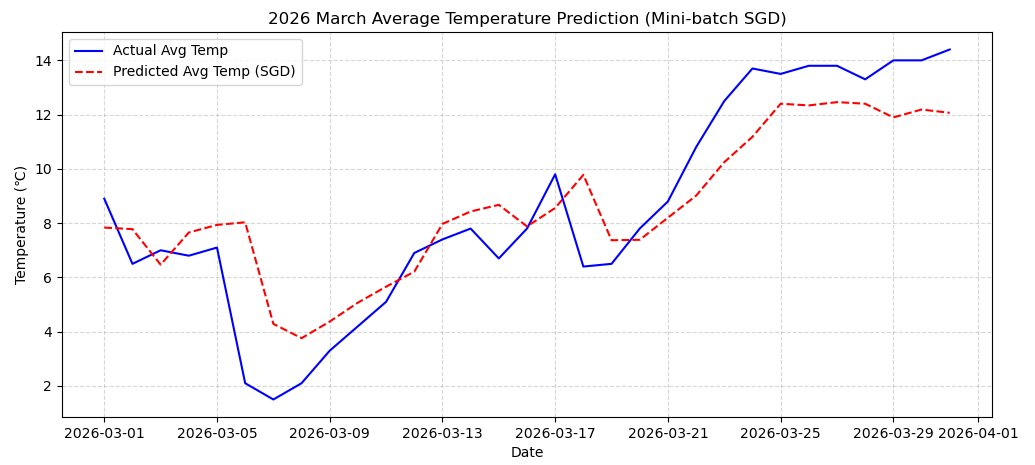 2026 March Average Temperature Prediction (Mini-batch SGD)
Actual Avg Temp
Predicted Avg Temp (SGD)
Temperature (°C)
14
12
10
8
6
4
2
2026-03-01 2026-03-05 2026-03-09 2026-03-13 2026-03-17 2026-03-21 2026-03-25 2026-03-29 2026-04-01
Date